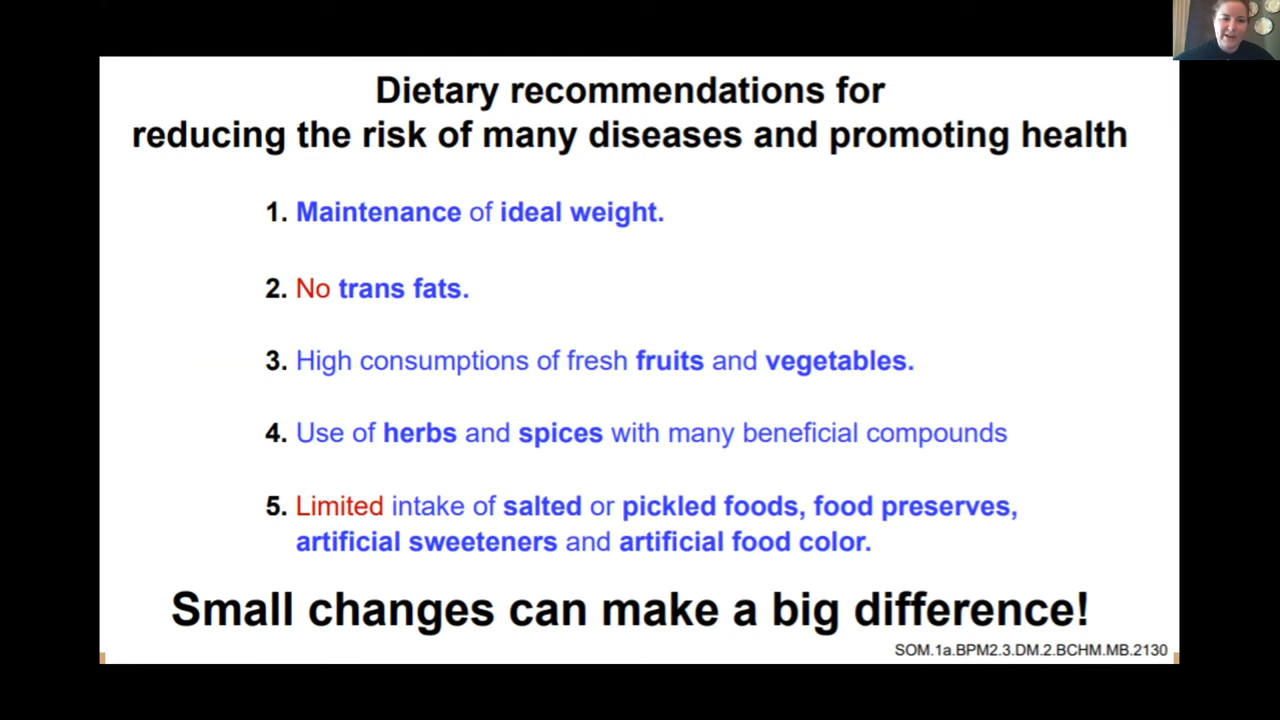 Dietary recommendations for
reducing the risk of many diseases and promoting health
1. Maintenance of ideal weight.
2. No trans fats.
3. High consumptions of fresh fruits and vegetables.
4. Use of herbs and spices with many beneficial compounds
5. Limited intake of salted or pickled foods, food preserves,
artificial sweeteners and artificial food color.
Small changes can make a big difference!
SOM.1a.BPM2.3.DM.2.BCHM.MB.2130